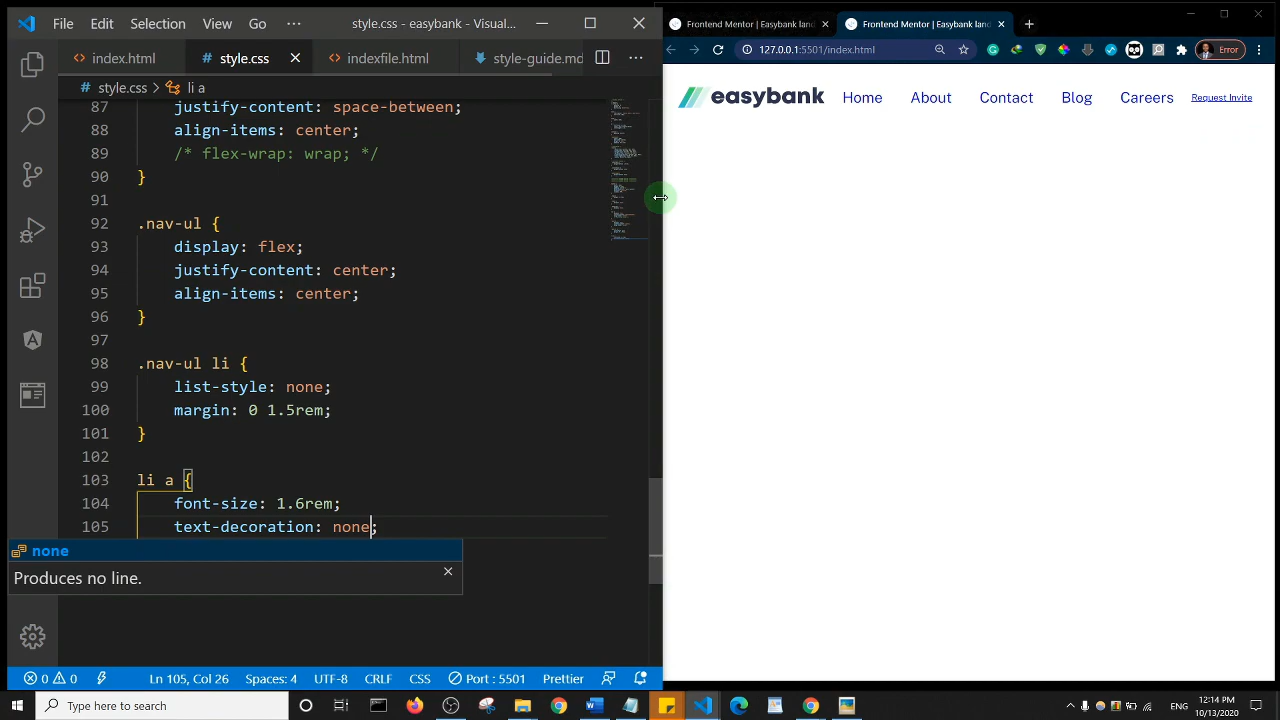 File Edit Selection View Go ··· style.css - easybank - Visual...
index.html style.css indexfile.html style-guide.md ···
style.css > li a
87 justify-content: space-between;
88 align-items: center;
89 /* flex-wrap: wrap; */
90 }
91
92 .nav-ul {
93 display: flex;
94 justify-content: center;
95 align-items: center;
96 }
97
98 .nav-ul li {
99 list-style: none;
100 margin: 0 1.5rem;
101 }
102
103 li a {
104 font-size: 1.6rem;
105 text-decoration: none;
none
Produces no line.
0 0 Ln 105, Col 26 Spaces: 4 UTF-8 CRLF CSS Port : 5501 Prettier
Frontend Mentor | Easybank land Frontend Mentor | Easybank land
127.0.0.1:5501/index.html Error
easybank Home About Contact Blog Careers Request Invite
Type here to search ENG 12:14 PM
10/13/2020